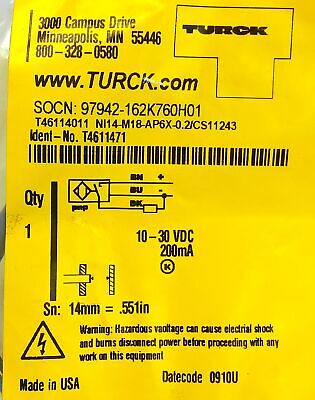 3000 Campus Drive
Minneapolis, MN 55446
800-328-0580
TURCK
www.TURCK.com
SOCN: 97942-162K760H01
T46114011 NI14-M18-AP6X-0.2/CS11243
Ident-No. T4611471
Qty
1
BN +
BU -
BK
pnp
10-30 VDC
200mA
K
Sn: 14mm = .551in
Warning: Hazardous vaoltage can cause electrial shock
and burns disconnect power before proceeding with any
work on this equipment
Made in USA
Datecode 0910U